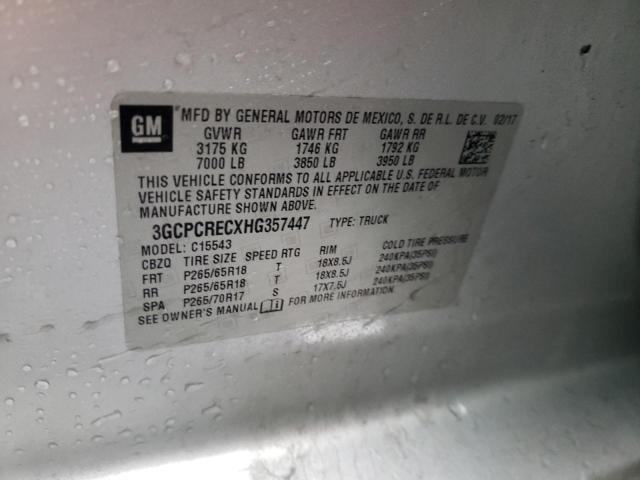 GM
MFD BY GENERAL MOTORS DE MEXICO, S. DE R.L. DE C.V. 02/17
GVWR GAWR FRT GAWR RR
3175 KG 1746 KG 1792 KG
7000 LB 3850 LB 3950 LB
THIS VEHICLE CONFORMS TO ALL APPLICABLE U.S. FEDERAL MOTOR
VEHICLE SAFETY STANDARDS IN EFFECT ON THE DATE OF
MANUFACTURE SHOWN ABOVE.
3GCPCRECXHG357447 TYPE: TRUCK
MODEL: C15543
CBZQ TIRE SIZE SPEED RTG RIM COLD TIRE PRESSURE
FRT P265/65R18 T 18X8.5J 240KPA(35PSI)
RR P265/65R18 T 18X8.5J 240KPA(35PSI)
SPA P265/70R17 S 17X7.5J 240KPA(35PSI)
SEE OWNER'S MANUAL FOR MORE INFORMATION